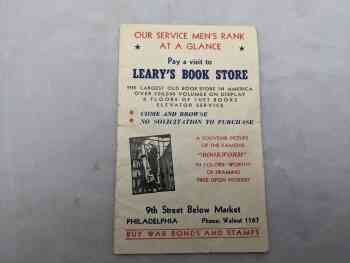 OUR SERVICE MEN'S RANK
AT A GLANCE
Pay a visit to
LEARY'S BOOK STORE
THE LARGEST OLD BOOK STORE IN AMERICA
OVER 500,000 VOLUMES ON DISPLAY
6 FLOORS OF JUST BOOKS
ELEVATOR SERVICE
COME AND BROWSE
NO SOLICITATION TO PURCHASE
A SOUVENIR PICTURE
OF THE FAMOUS
"BOOKWORM"
IN COLORS WORTHY
OF FRAMING
FREE UPON REQUEST
9th Street Below Market
PHILADELPHIA Phone: Walnut 1167
BUY WAR BONDS AND STAMPS